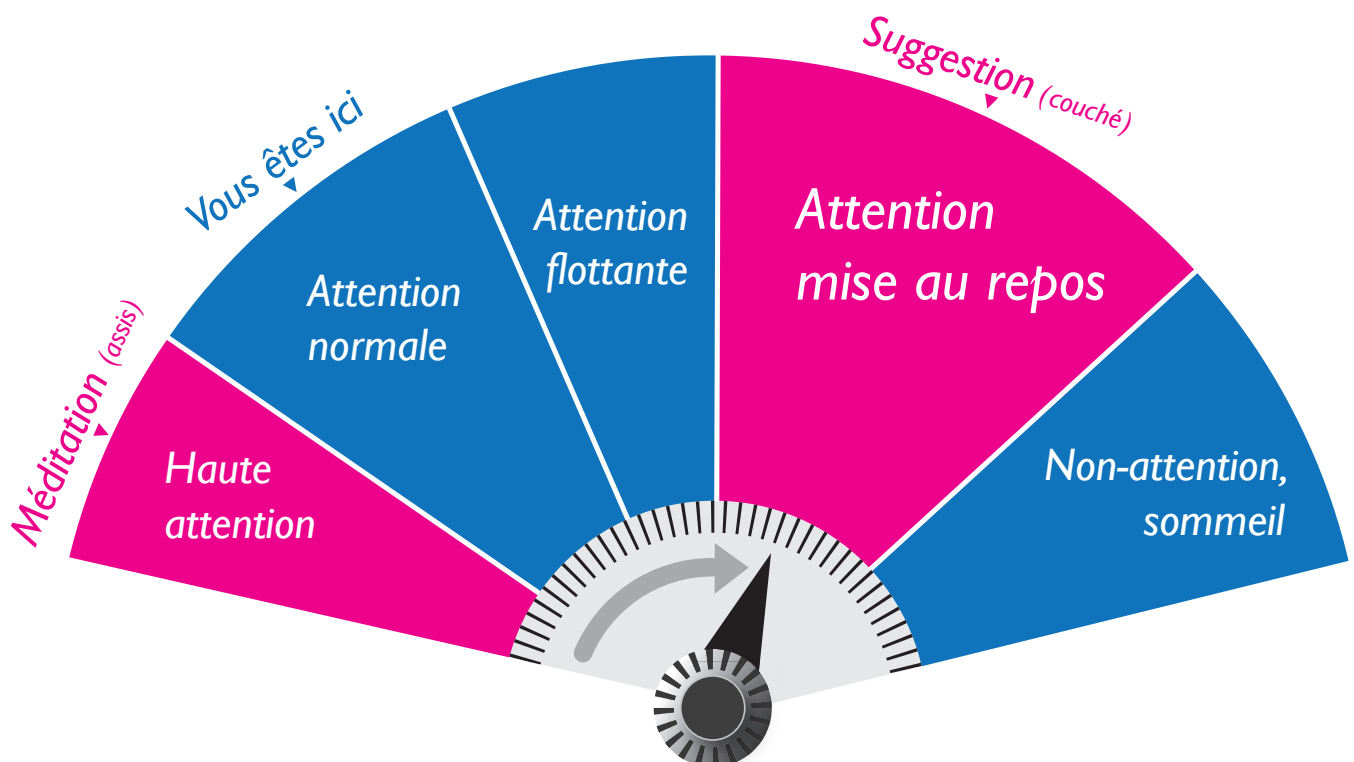 Méditation (assis)
Vous êtes ici
Suggestion (couché)
Haute
attention
Attention
normale
Attention
flottante
Attention
mise au repos
Non-attention,
sommeil